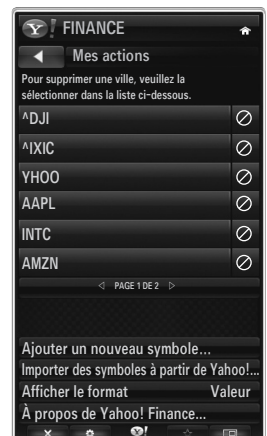 Y! FINANCE
Mes actions
Pour supprimer une ville, veuillez la
sélectionner dans la liste ci-dessous.
^DJI
^IXIC
YHOO
AAPL
INTC
AMZN
PAGE 1 DE 2
Ajouter un nouveau symbole...
Importer des symboles à partir de Yahoo!...
Afficher le format Valeur
À propos de Yahoo! Finance...
Y!